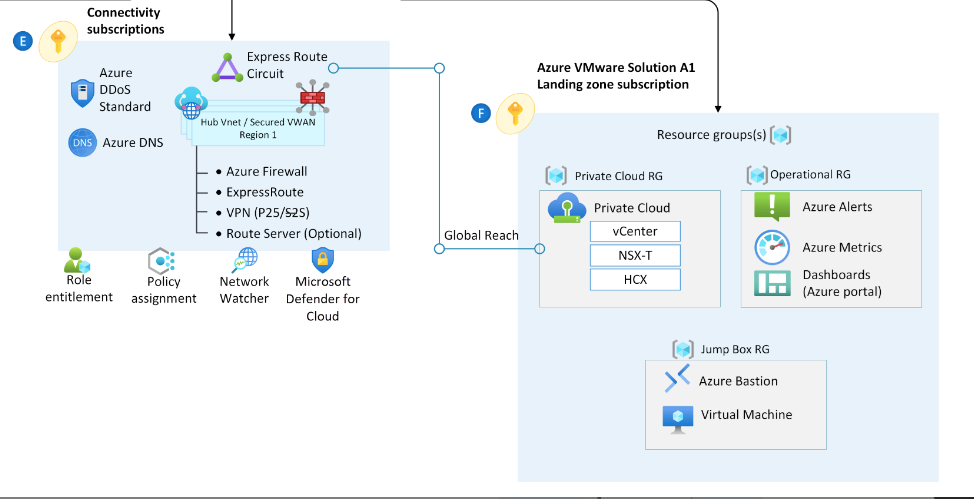 Connectivity
subscriptions
E
Express Route
Circuit
Azure
DDoS
Standard
Hub Vnet / Secured VWAN
Region 1
DNS
Azure DNS
• Azure Firewall
• ExpressRoute
• VPN (P25/S2S)
• Route Server (Optional)
Role
entitlement
Policy
assignment
Network
Watcher
Microsoft
Defender for
Cloud
Global Reach
Azure VMware Solution A1
Landing zone subscription
F
Resource groups(s)
Private Cloud RG
Private Cloud
vCenter
NSX-T
HCX
Operational RG
Azure Alerts
Azure Metrics
Dashboards
(Azure portal)
Jump Box RG
Azure Bastion
Virtual Machine